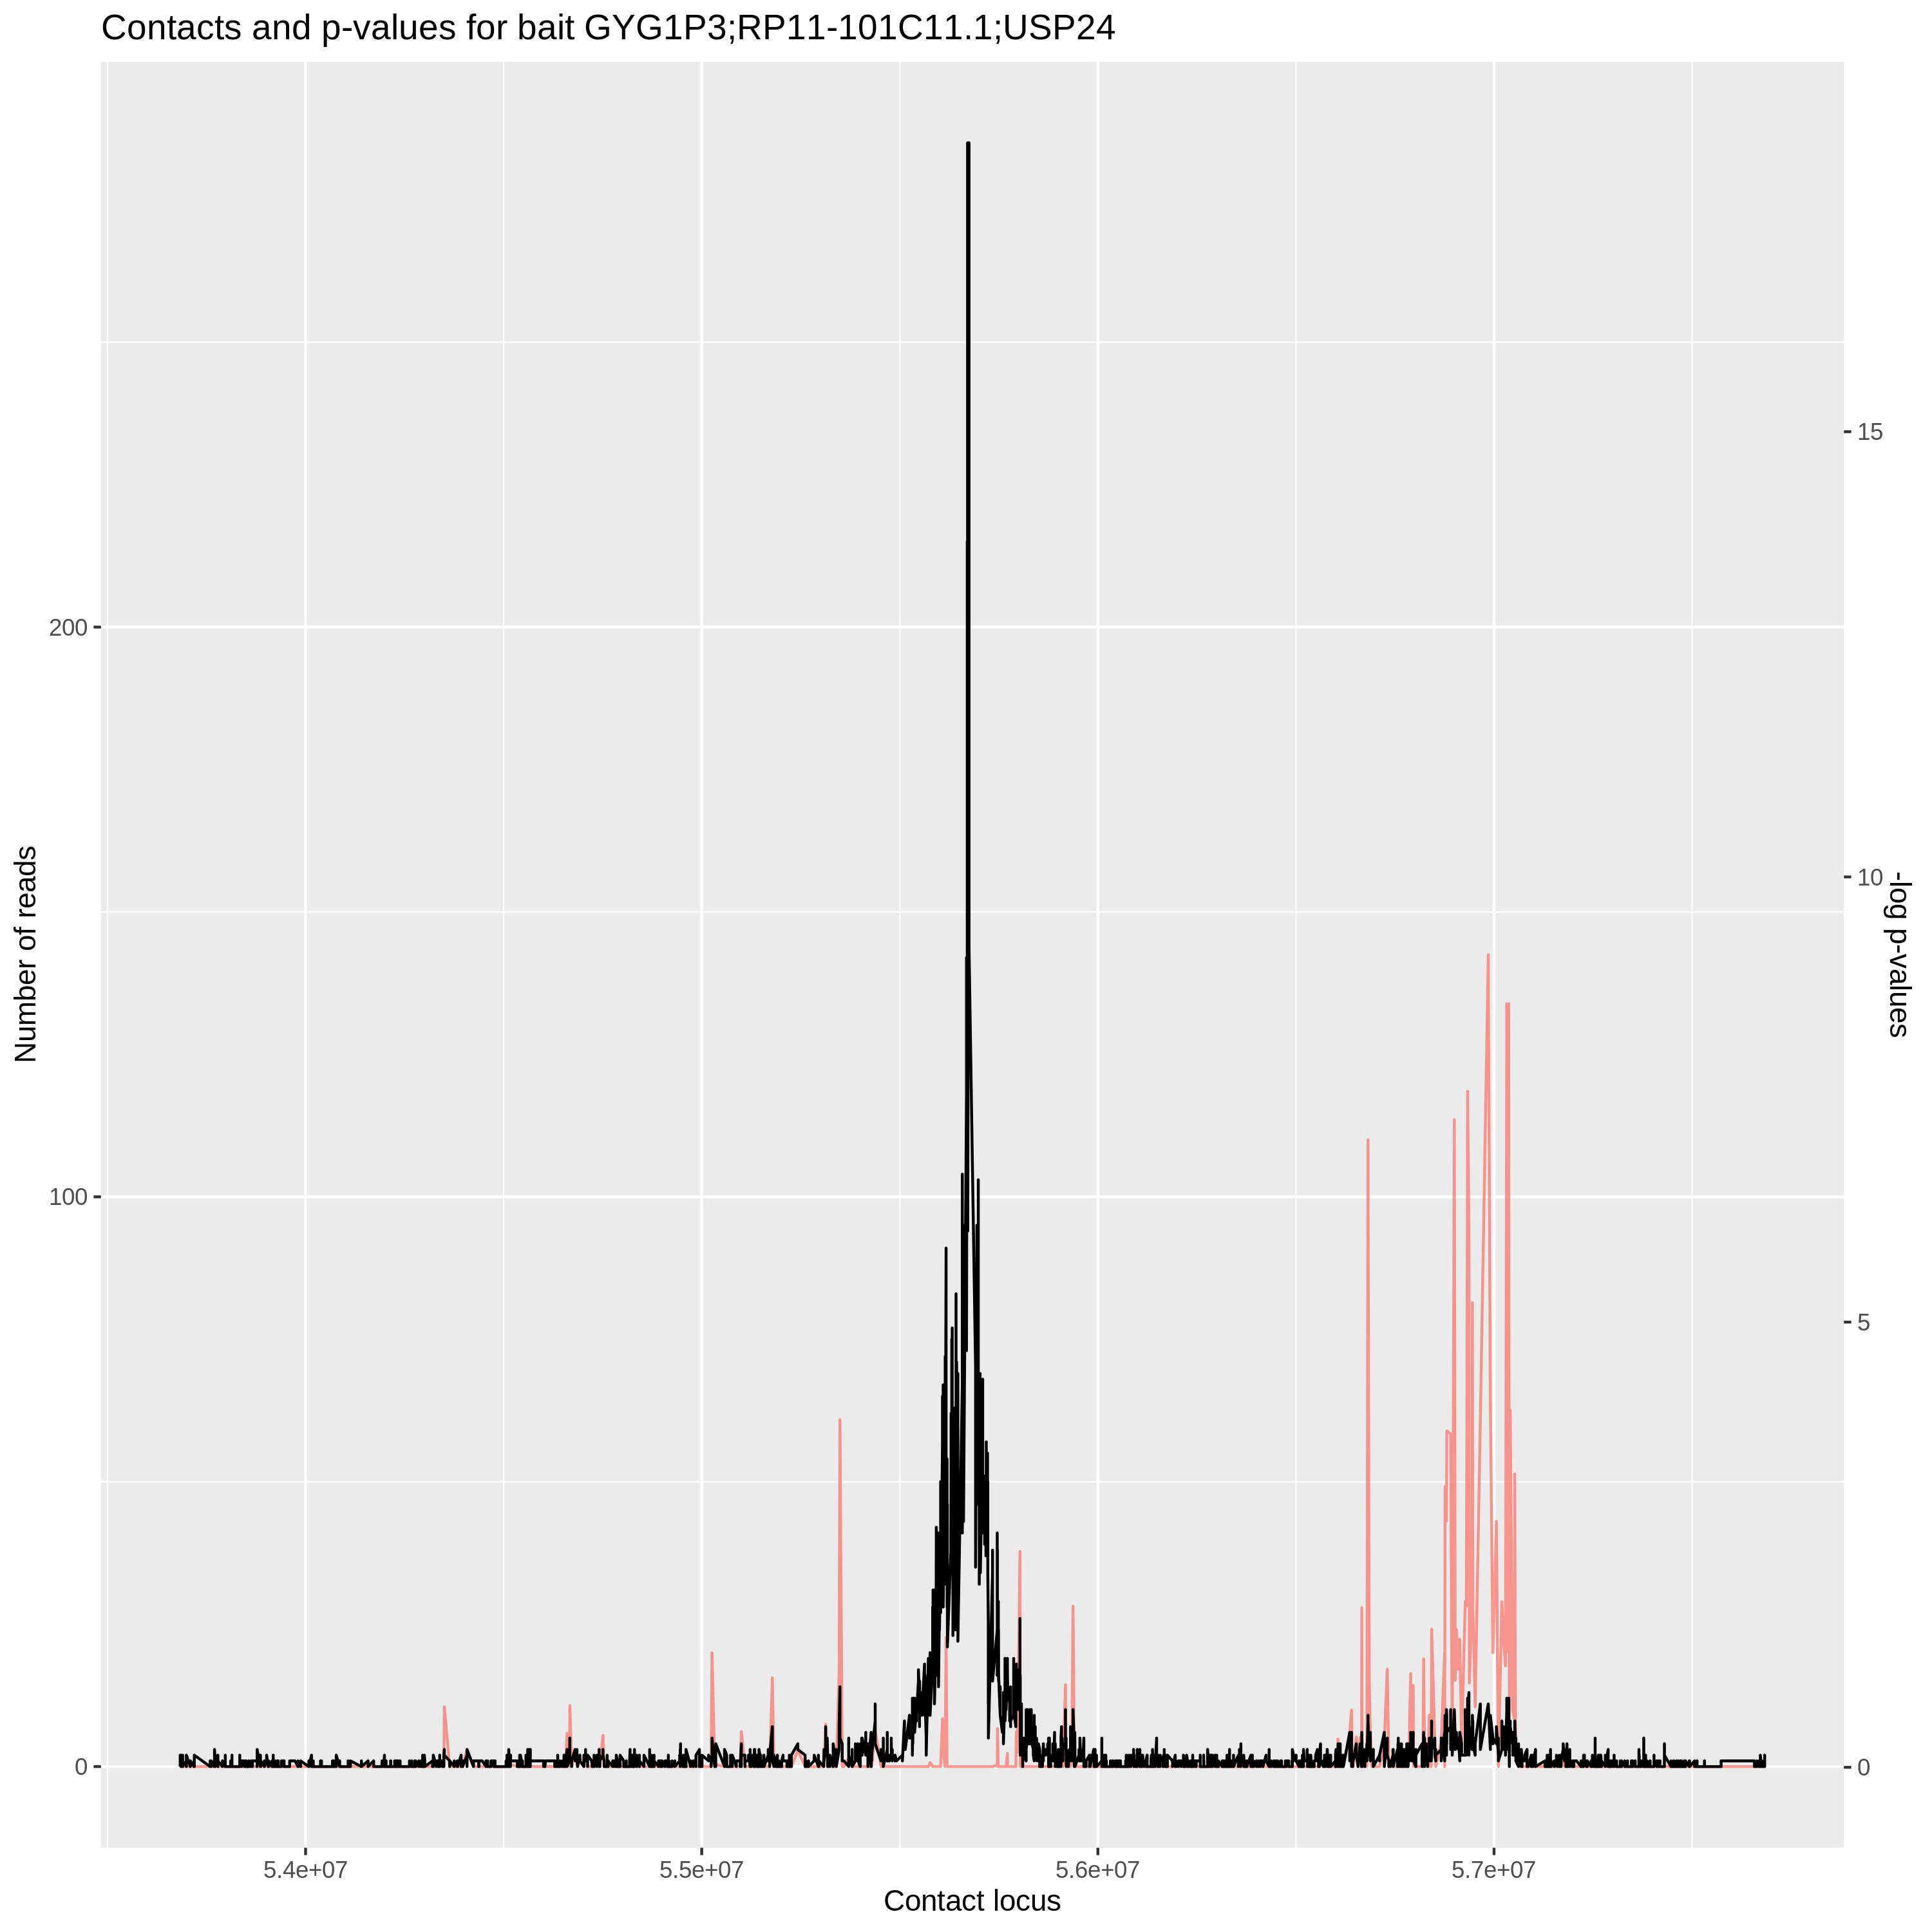 Contacts and p-values for bait GYG1P3;RP11-101C11.1;USP24
Number of reads
200
100
0
15
10
5
0
-log p-values
5.4e+07 5.5e+07 5.6e+07 5.7e+07
Contact locus